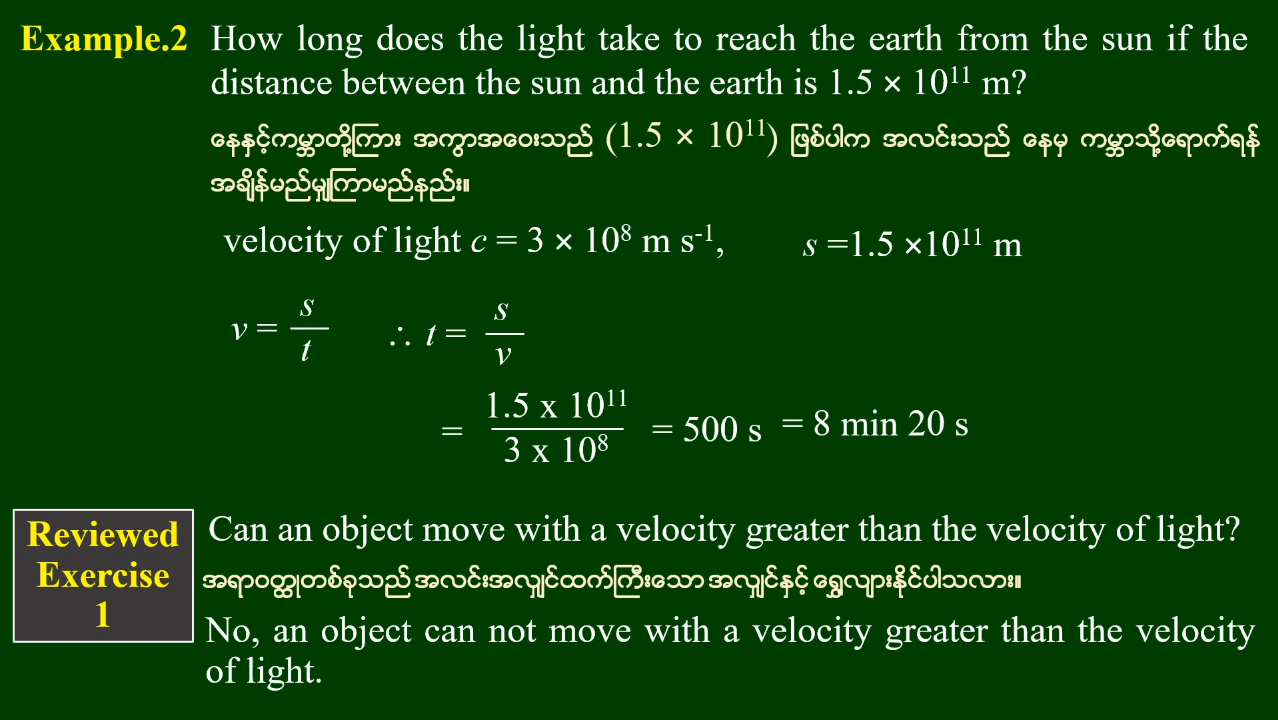 Example.2 How long does the light take to reach the earth from the sun if the
distance between the sun and the earth is 1.5 × 10¹¹ m?
နေနှင့်ကမ္ဘာတို့ကြား အကွာအဝေးသည် (1.5 × 10¹¹) ဖြစ်ပါက အလင်းသည် နေမှ ကမ္ဘာသို့ရောက်ရန်
အချိန်မည်မျှကြာမည်နည်း။
velocity of light c = 3 × 10⁸ m s⁻¹, s =1.5 ×10¹¹ m
v = s/t ∴ t = s/v
= 1.5 x 10¹¹ / 3 x 10⁸ = 500 s = 8 min 20 s
Reviewed Exercise 1
Can an object move with a velocity greater than the velocity of light?
အရာဝတ္ထုတစ်ခုသည် အလင်းအလျှင်ထက်ကြီးသော အလျှင်နှင့် ရွေ့လျားနိုင်ပါသလား။
No, an object can not move with a velocity greater than the velocity
of light.